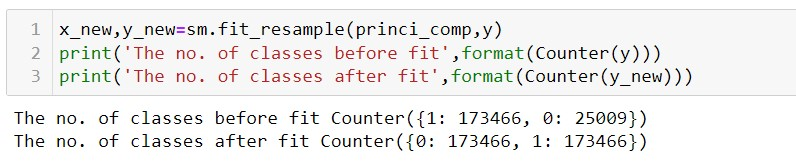 1 x_new,y_new=sm.fit_resample(princi_comp,y)
2 print('The no. of classes before fit',format(Counter(y)))
3 print('The no. of classes after fit',format(Counter(y_new)))
The no. of classes before fit Counter({1: 173466, 0: 25009})
The no. of classes after fit Counter({0: 173466, 1: 173466})